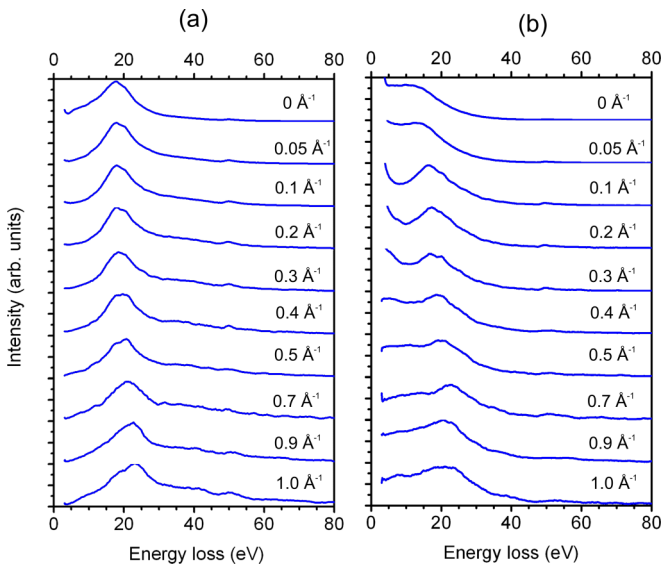 (a)
(b)
0 20 40 60 80
0 20 40 60 80
0 Å⁻¹
0.05 Å⁻¹
0.1 Å⁻¹
0.2 Å⁻¹
0.3 Å⁻¹
0.4 Å⁻¹
0.5 Å⁻¹
0.7 Å⁻¹
0.9 Å⁻¹
1.0 Å⁻¹
0 Å⁻¹
0.05 Å⁻¹
0.1 Å⁻¹
0.2 Å⁻¹
0.3 Å⁻¹
0.4 Å⁻¹
0.5 Å⁻¹
0.7 Å⁻¹
0.9 Å⁻¹
1.0 Å⁻¹
Intensity (arb. units)
0 20 40 60 80
0 20 40 60 80
Energy loss (eV)
Energy loss (eV)